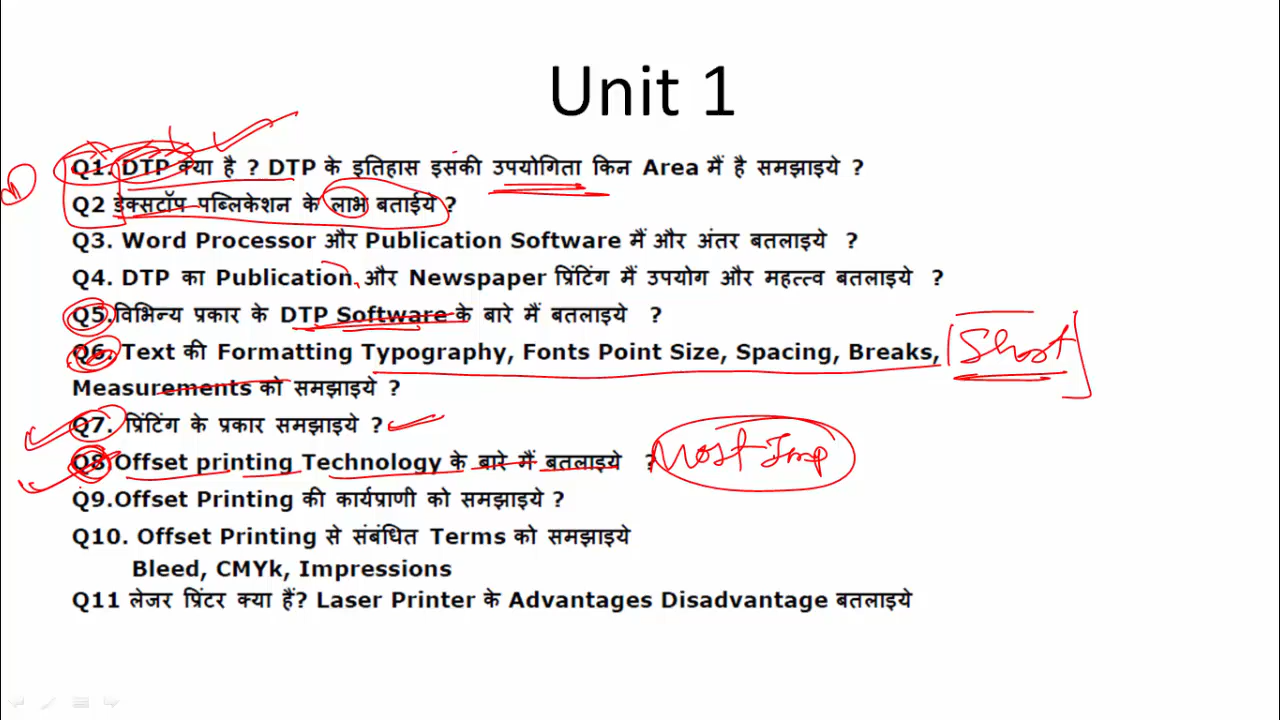 Unit 1
Q1. DTP क्या है ? DTP के इतिहास इसकी उपयोगिता किन Area मैं है समझाइये ?
Q2 डेक्सटॉप पब्लिकेशन के लाभ बताईये ?
Q3. Word Processor और Publication Software मैं और अंतर बतलाइये ?
Q4. DTP का Publication और Newspaper प्रिंटिंग मैं उपयोग और महत्त्व बतलाइये ?
Q5.विभिन्य प्रकार के DTP Software के बारे मैं बतलाइये ?
Q6. Text की Formatting Typography, Fonts Point Size, Spacing, Breaks, Short
Measurements को समझाइये ?
Q7. प्रिंटिंग के प्रकार समझाइये ?
Q8 Offset printing Technology के बारे मैं बतलाइये ? Most Imp
Q9.Offset Printing की कार्यप्राणी को समझाइये ?
Q10. Offset Printing से संबंधित Terms को समझाइये
Bleed, CMYk, Impressions
Q11 लेजर प्रिंटर क्या हैं? Laser Printer के Advantages Disadvantage बतलाइये